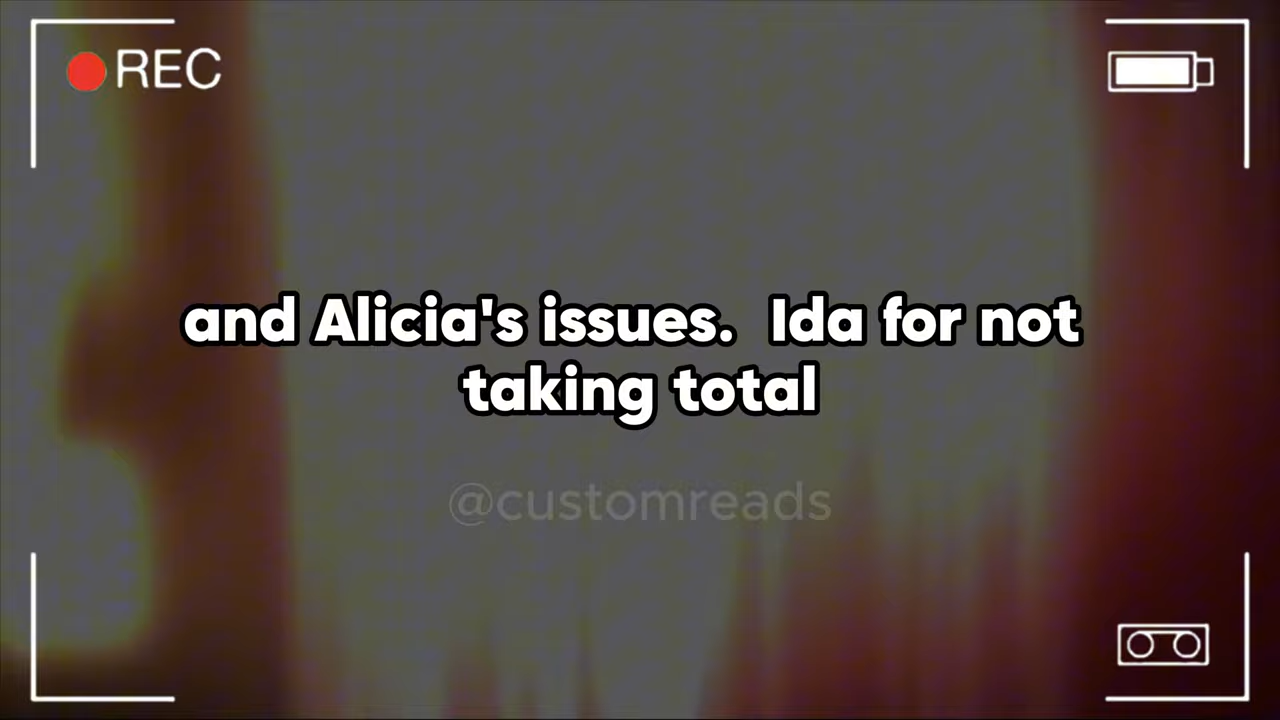 REC
and Alicia's issues.  Ida for not
taking total
@customreads